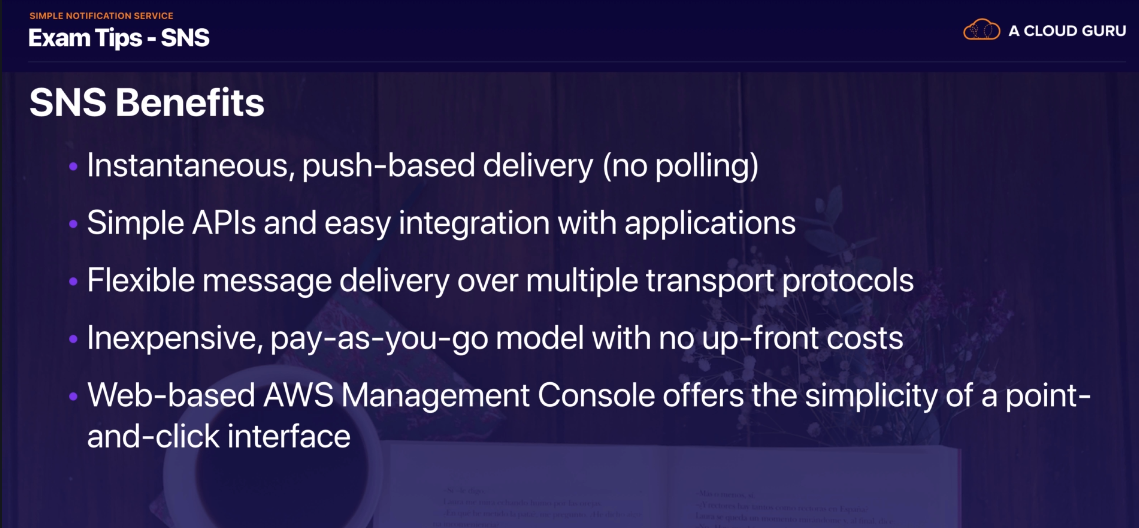 SIMPLE NOTIFICATION SERVICE
Exam Tips - SNS
A CLOUD GURU
SNS Benefits
• Instantaneous, push-based delivery (no polling)
• Simple APIs and easy integration with applications
• Flexible message delivery over multiple transport protocols
• Inexpensive, pay-as-you-go model with no up-front costs
• Web-based AWS Management Console offers the simplicity of a point-
and-click interface